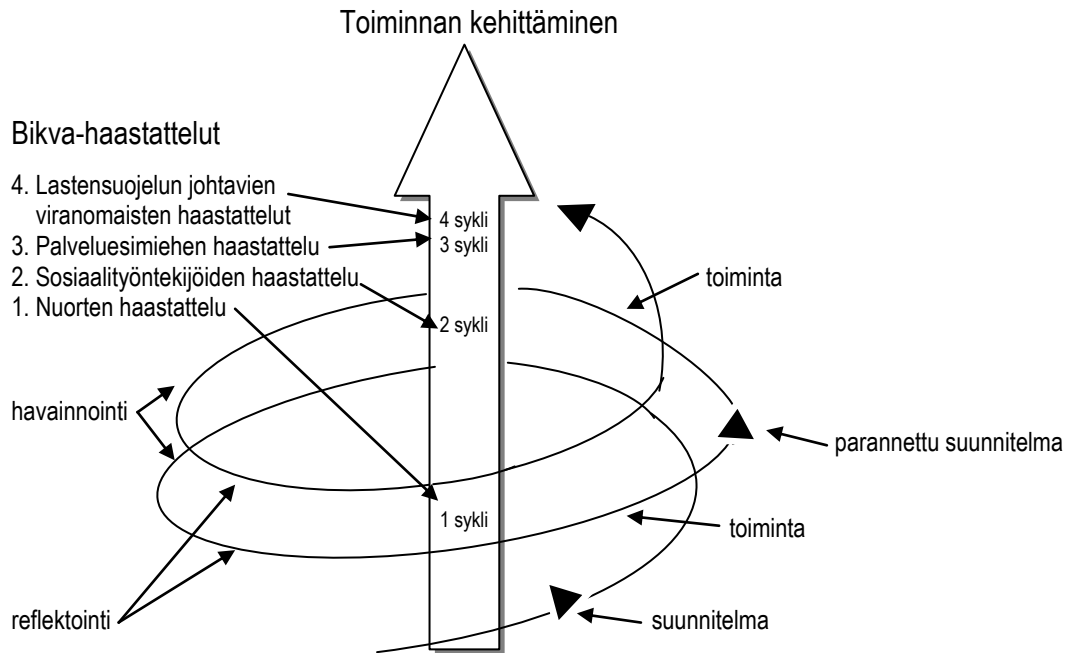 Toiminnan kehittäminen
Bikva-haastattelut
4. Lastensuojelun johtavien
viranomaisten haastattelut
3. Palveluesimiehen haastattelu
2. Sosiaalityöntekijöiden haastattelu
1. Nuorten haastattelu
4 sykli
3 sykli
2 sykli
1 sykli
toiminta
havainnointi
parannettu suunnitelma
toiminta
reflektointi
suunnitelma